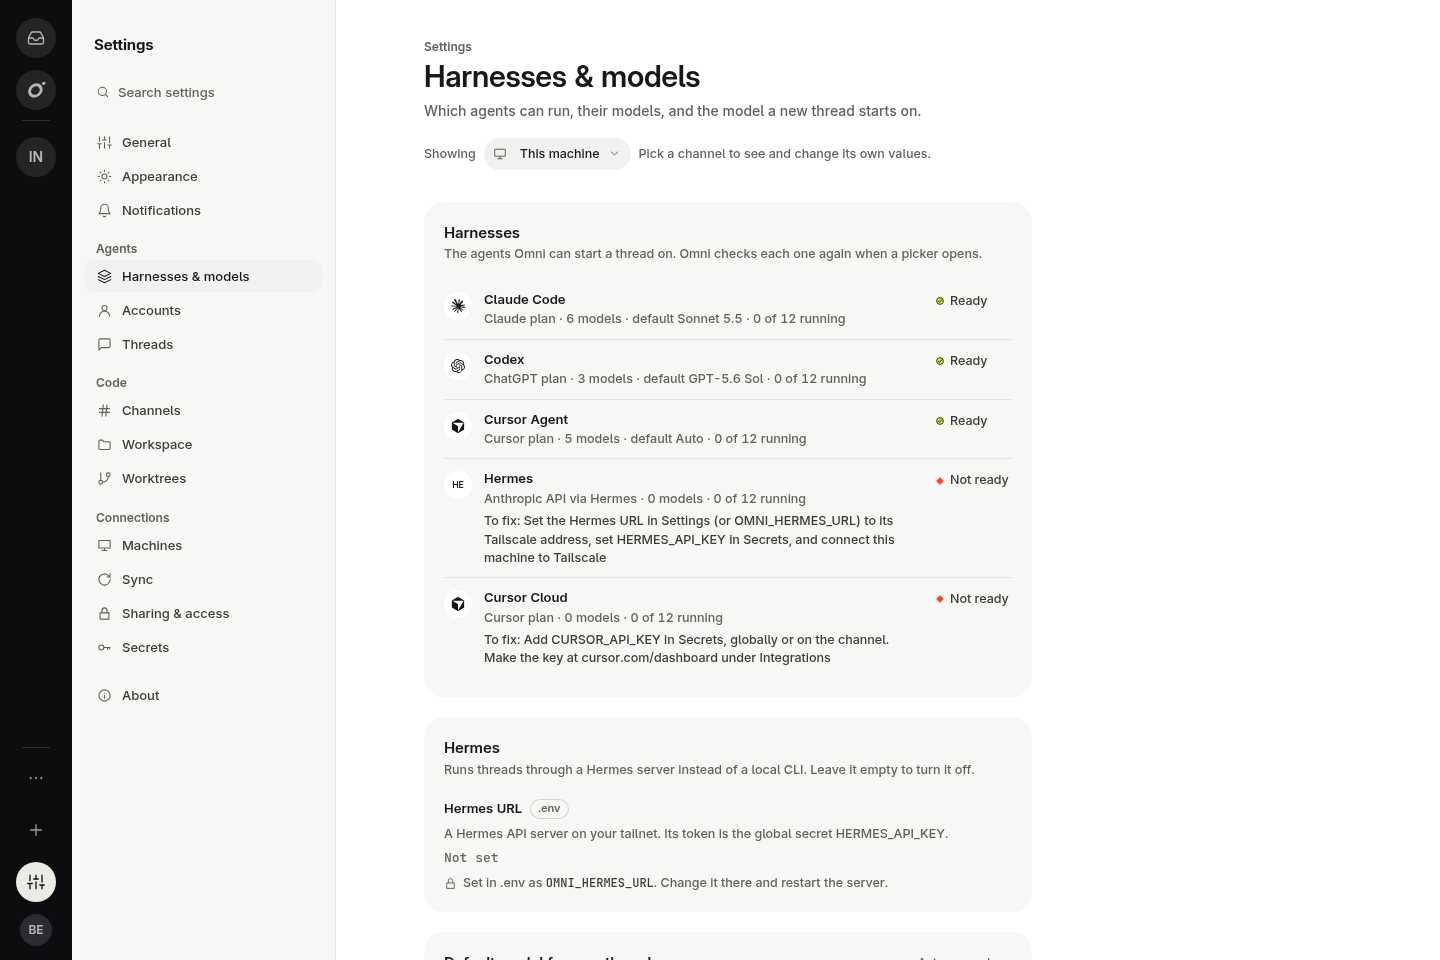 Settings
Search settings
General
Appearance
Notifications
Agents
Harnesses & models
Accounts
Threads
Code
Channels
Workspace
Worktrees
Connections
Machines
Sync
Sharing & access
Secrets
About
IN
BE
Settings
Harnesses & models
Which agents can run, their models, and the model a new thread starts on.
Showing This machine Pick a channel to see and change its own values.
Harnesses
The agents Omni can start a thread on. Omni checks each one again when a picker opens.
Claude Code Ready
Claude plan · 6 models · default Sonnet 5.5 · 0 of 12 running
Codex Ready
ChatGPT plan · 3 models · default GPT-5.6 Sol · 0 of 12 running
Cursor Agent Ready
Cursor plan · 5 models · default Auto · 0 of 12 running
HE Hermes Not ready
Anthropic API via Hermes · 0 models · 0 of 12 running
To fix: Set the Hermes URL in Settings (or OMNI_HERMES_URL) to its
Tailscale address, set HERMES_API_KEY in Secrets, and connect this
machine to Tailscale
Cursor Cloud Not ready
Cursor plan · 0 models · 0 of 12 running
To fix: Add CURSOR_API_KEY in Secrets, globally or on the channel.
Make the key at cursor.com/dashboard under Integrations
Hermes
Runs threads through a Hermes server instead of a local CLI. Leave it empty to turn it off.
Hermes URL .env
A Hermes API server on your tailnet. Its token is the global secret HERMES_API_KEY.
Not set
Set in .env as OMNI_HERMES_URL. Change it there and restart the server.